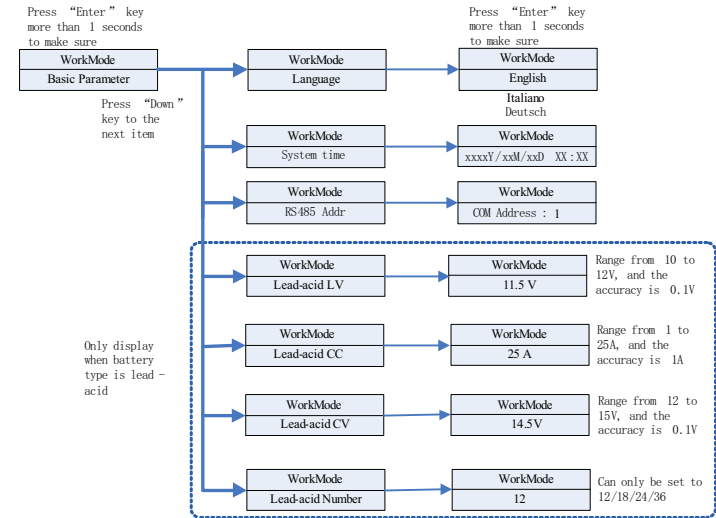 Press “Enter” key
more than 1 seconds
to make sure
Press “Enter” key
more than 1 seconds
to make sure
WorkMode
Basic Parameter
WorkMode
Language
WorkMode
English
Italiano
Deutsch
Press “Down”
key to the
next item
WorkMode
System time
WorkMode
xxxxY/xxM/xxD XX:XX
WorkMode
RS485 Addr
WorkMode
COM Address : 1
WorkMode
Lead-acid LV
WorkMode
11.5 V
Range from 10 to
12V, and the
accuracy is 0.1V
Only display
when battery
type is lead-
acid
WorkMode
Lead-acid CC
WorkMode
25 A
Range from 1 to
25A, and the
accuracy is 1A
WorkMode
Lead-acid CV
WorkMode
14.5V
Range from 12 to
15V, and the
accuracy is 0.1V
WorkMode
Lead-acid Number
WorkMode
12
Can only be set to
12/18/24/36